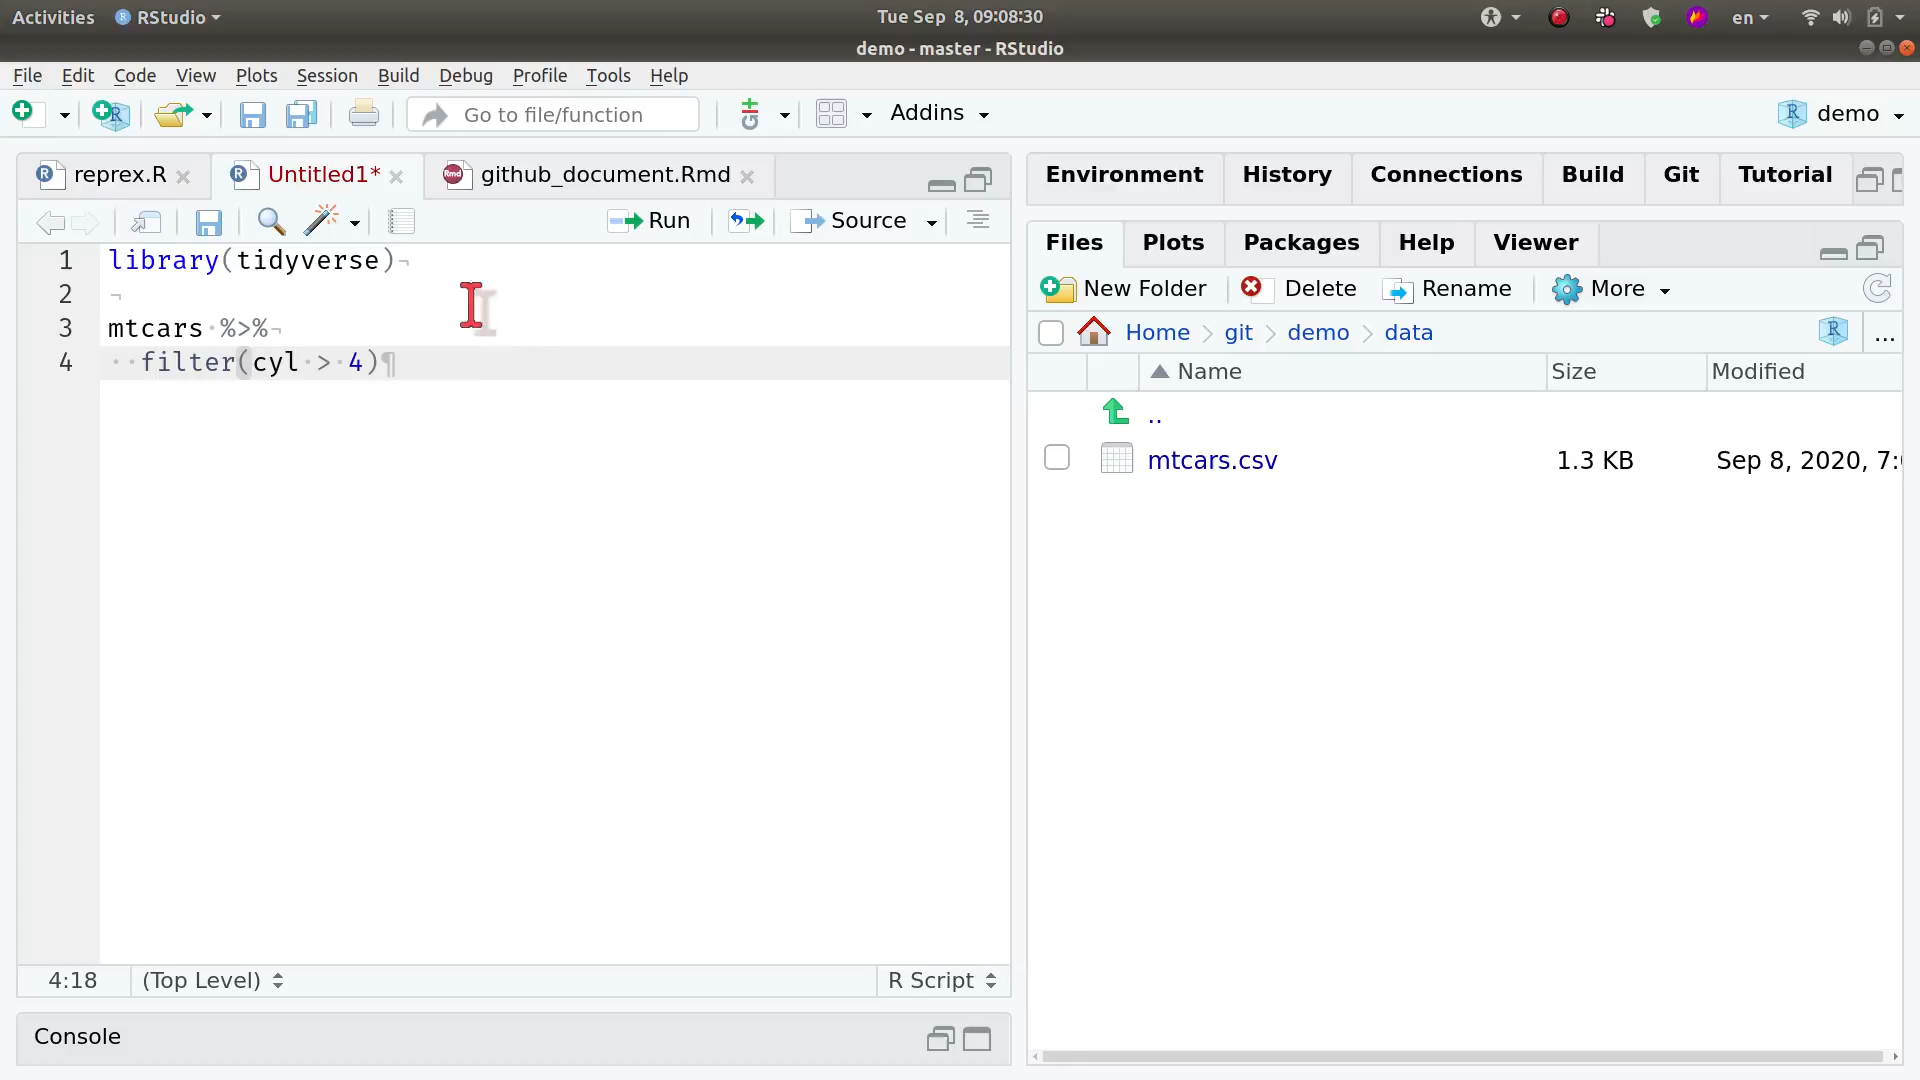 Activities RStudio Tue Sep 8, 09:08:30 en
demo - master - RStudio
File Edit Code View Plots Session Build Debug Profile Tools Help
Go to file/function Addins demo
reprex.R Untitled1* github_document.Rmd
Run Source
1 library(tidyverse)¬
2 ¬
3 mtcars·%>%¬
4 ··filter(cyl·>·4)¶
4:18 (Top Level) R Script
Console
Environment History Connections Build Git Tutorial
Files Plots Packages Help Viewer
New Folder Delete Rename More
Home git demo data ...
Name Size Modified
..
mtcars.csv 1.3 KB Sep 8, 2020, 7: